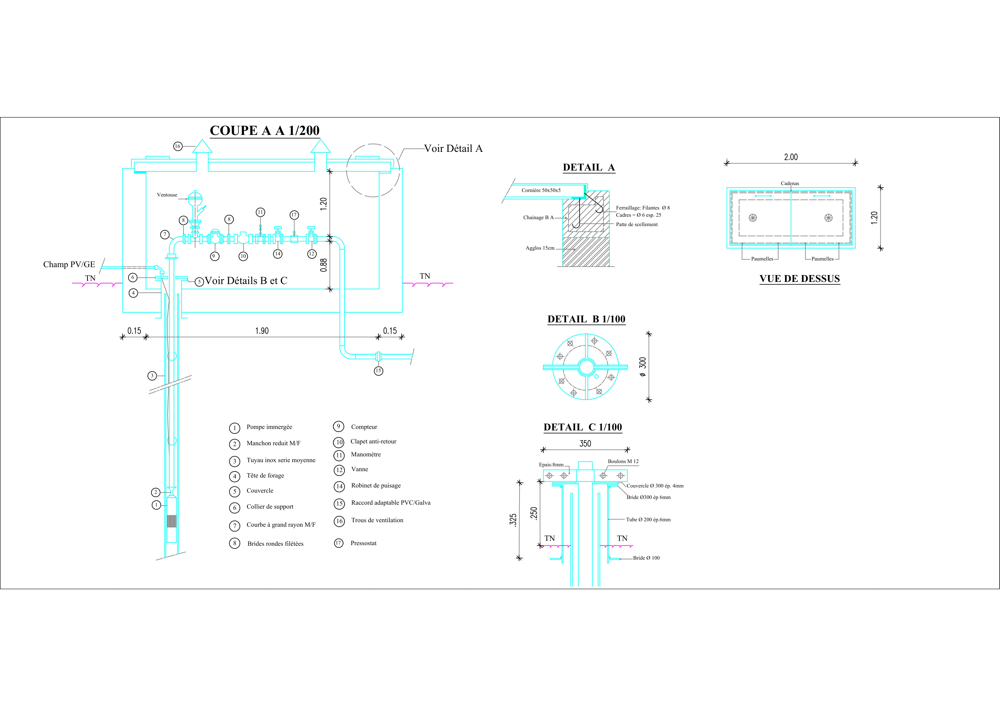 COUPE A A 1/200
16
Voir Détail A
Ventouse
1.20
11
17
8
8
7
9
10
14
12
0.88
Champ PV/GE
TN
6
5
Voir Détails B et C
TN
4
0.15
1.90
0.15
3
15
2
1
1 Pompe immergée
2 Manchon reduit M/F
3 Tuyau inox serie moyenne
4 Tête de forage
5 Couvercle
6 Collier de support
7 Courbe à grand rayon M/F
8 Brides rondes filétées
9 Compteur
10 Clapet anti-retour
11 Manomètre
12 Vanne
14 Robinet de puisage
15 Raccord adaptable PVC/Galva
16 Trous de ventilation
17 Pressostat
DETAIL A
Cornière 50x50x5
Chainage B A
Ferraillage: Filantes Ø 8
Cadres = Ø 6 esp. 25
Patte de scellement
Agglos 15cm
2.00
Cadenas
1.20
Paumelles
Paumelles
VUE DE DESSUS
DETAIL B 1/100
ø 300
DETAIL C 1/100
350
Epais:8mm
Boulons M 12
Couvercle Ø 300 ép. 4mm
Bride Ø300 ép 6mm
.325
.250
Tube Ø 200 ép.6mm
TN
TN
Bride Ø 100